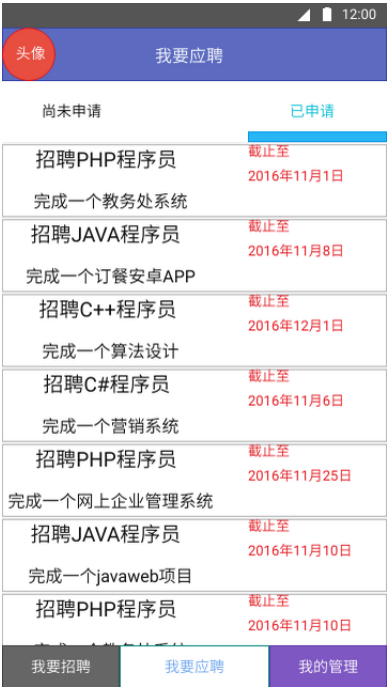 12:00
头像
我要应聘
尚未申请
已申请
招聘PHP程序员
截止至
2016年11月1日
完成一个教务处系统
招聘JAVA程序员
截止至
2016年11月8日
完成一个订餐安卓APP
招聘C++程序员
截止至
2016年12月1日
完成一个算法设计
招聘C#程序员
截止至
2016年11月6日
完成一个营销系统
招聘PHP程序员
截止至
2016年11月25日
完成一个网上企业管理系统
招聘JAVA程序员
截止至
2016年11月10日
完成一个javaweb项目
招聘PHP程序员
截止至
2016年11月10日
我要招聘
我要应聘
我的管理